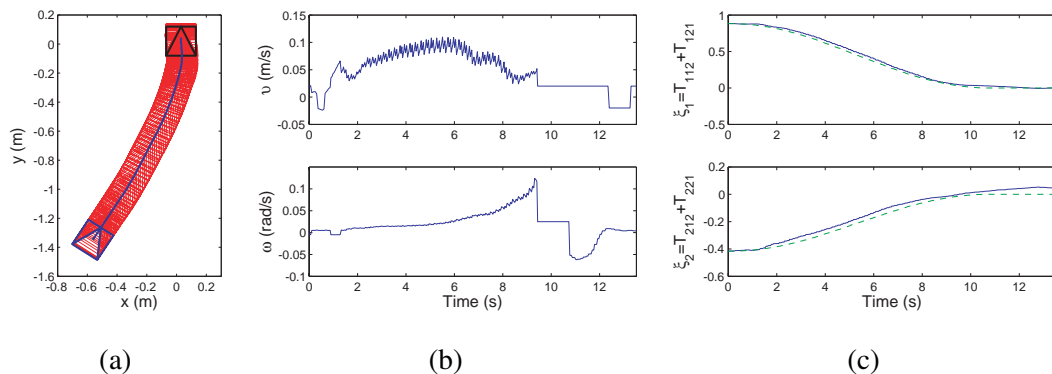 0.2
0
-0.2
-0.4
-0.6
-0.8
-1
-1.2
-1.4
-1.6
y (m)
-0.8 -0.6 -0.4 -0.2 0 0.2
x (m)
(a)
0.15
0.1
0.05
0
-0.05
υ (m/s)
0 2 4 6 8 10 12
0.15
0.1
0.05
0
-0.05
-0.1
ω (rad/s)
0 2 4 6 8 10 12
Time (s)
(b)
1
0.5
0
-0.5
ξ1=T112+T121
0 2 4 6 8 10 12
0.2
0
-0.2
-0.4
-0.6
ξ2=T212+T221
0 2 4 6 8 10 12
Time (s)
(c)